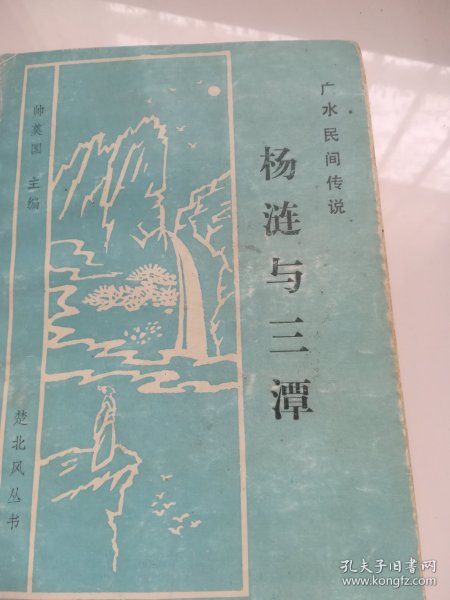 广水民间传说
杨涟与三潭
帅英国 主编
楚北风丛书
孔夫子旧书网
www.kongfz.com